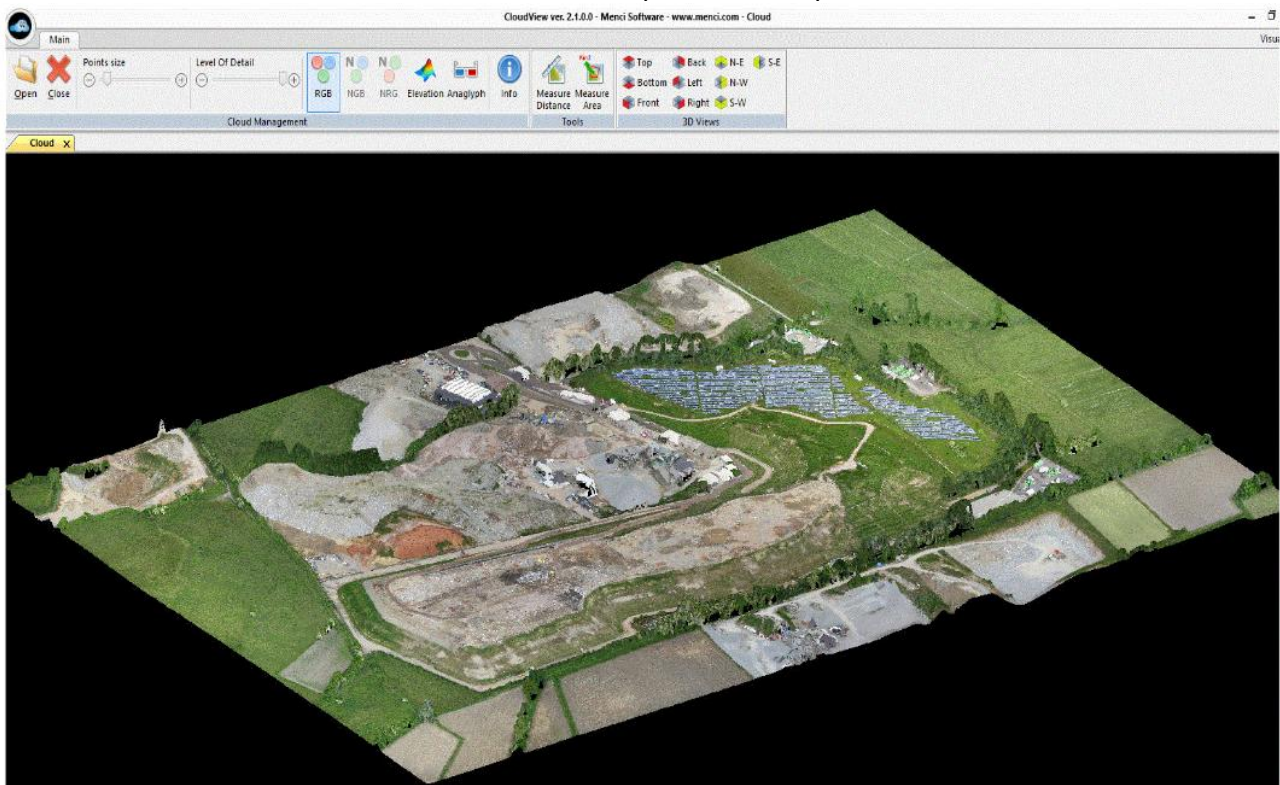 CloudView ver. 2.1.0.0 - Menci Software - www.menci.com - Cloud
Main
Visua
Open
Close
Points size
Level Of Detail
RGB
NGB
NRG
Elevation
Anaglyph
Info
Measure Distance
Measure Area
Top
Back
N-E
S-E
Bottom
Left
N-W
Front
Right
S-W
Cloud Management
Tools
3D Views
Cloud X